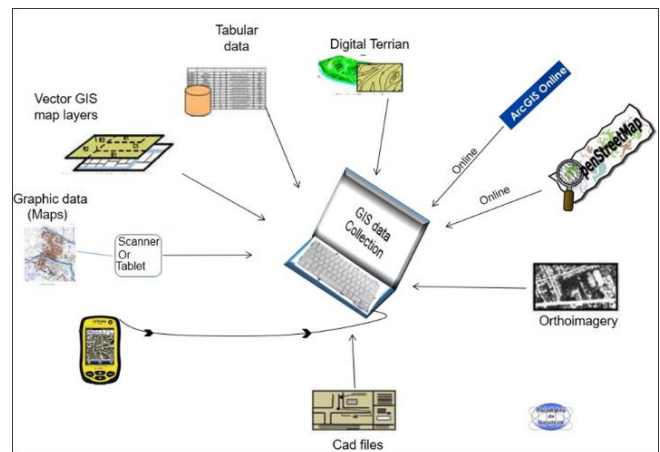 Tabular
data
Digital Terrian
ArcGIS Online
Vector GIS
map layers
Online
penStreetMap
Online
GIS data
Collection
Graphic data
(Maps)
Scanner
Or
Tablet
Orthoimagery
Cad files